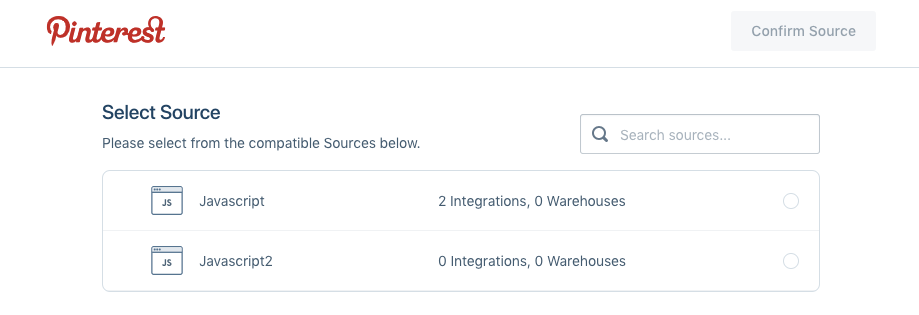 Pinterest
Confirm Source
Select Source
Please select from the compatible Sources below.
Search sources...
JS Javascript 2 Integrations, 0 Warehouses
JS Javascript2 0 Integrations, 0 Warehouses